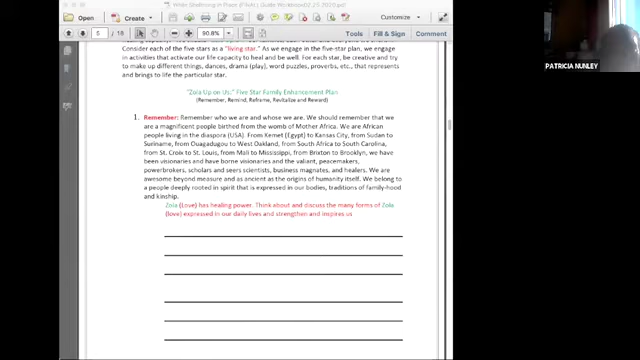 While Sheltering in Place (FINAL) Guide
Open
Create
Customize
5 / 18
90.8%
Tools
Fill & Sign
Comment
Consider each of the five stars as a "living star." As we engage in the five-star plan, we engage
in activities that activate our life capacity to heal and be well. For each star, be creative and try
to make up different things, dances, drama (play), word puzzles, proverbs, etc., that represents
and brings to life the particular star.
"Zola Up on Us:" Five Star Family Enhancement Plan
(Remember, Remind, Reframe, Revitalize and Reward)
1. Remember: Remember who we are and whose we are. We should remember that we
are a magnificent people birthed from the womb of Mother Africa. We are African
people living in the diaspora (USA). From Kemet (Egypt) to Kansas City, from Sudan to
Suriname, from Ouagadugou to West Oakland, from South Africa to South Carolina,
from St. Croix to St. Louis, from Mali to Mississippi, from Brixton to Brooklyn, we have
been visionaries and have borne visionaries and the valiant, peacemakers,
powerbrokers, scholars and seers scientists, business magnates, and healers. We are
awesome beyond measure and as ancient as the origins of humanity itself. We belong to
a people deeply rooted in spirit that is expressed in our bodies, traditions of family-hood
and kinship.
Zola (Love) has healing power. Think about and discuss the many forms of Zola
(love) expressed in our daily lives and strengthen and inspires us
PATRICIA NUNLEY